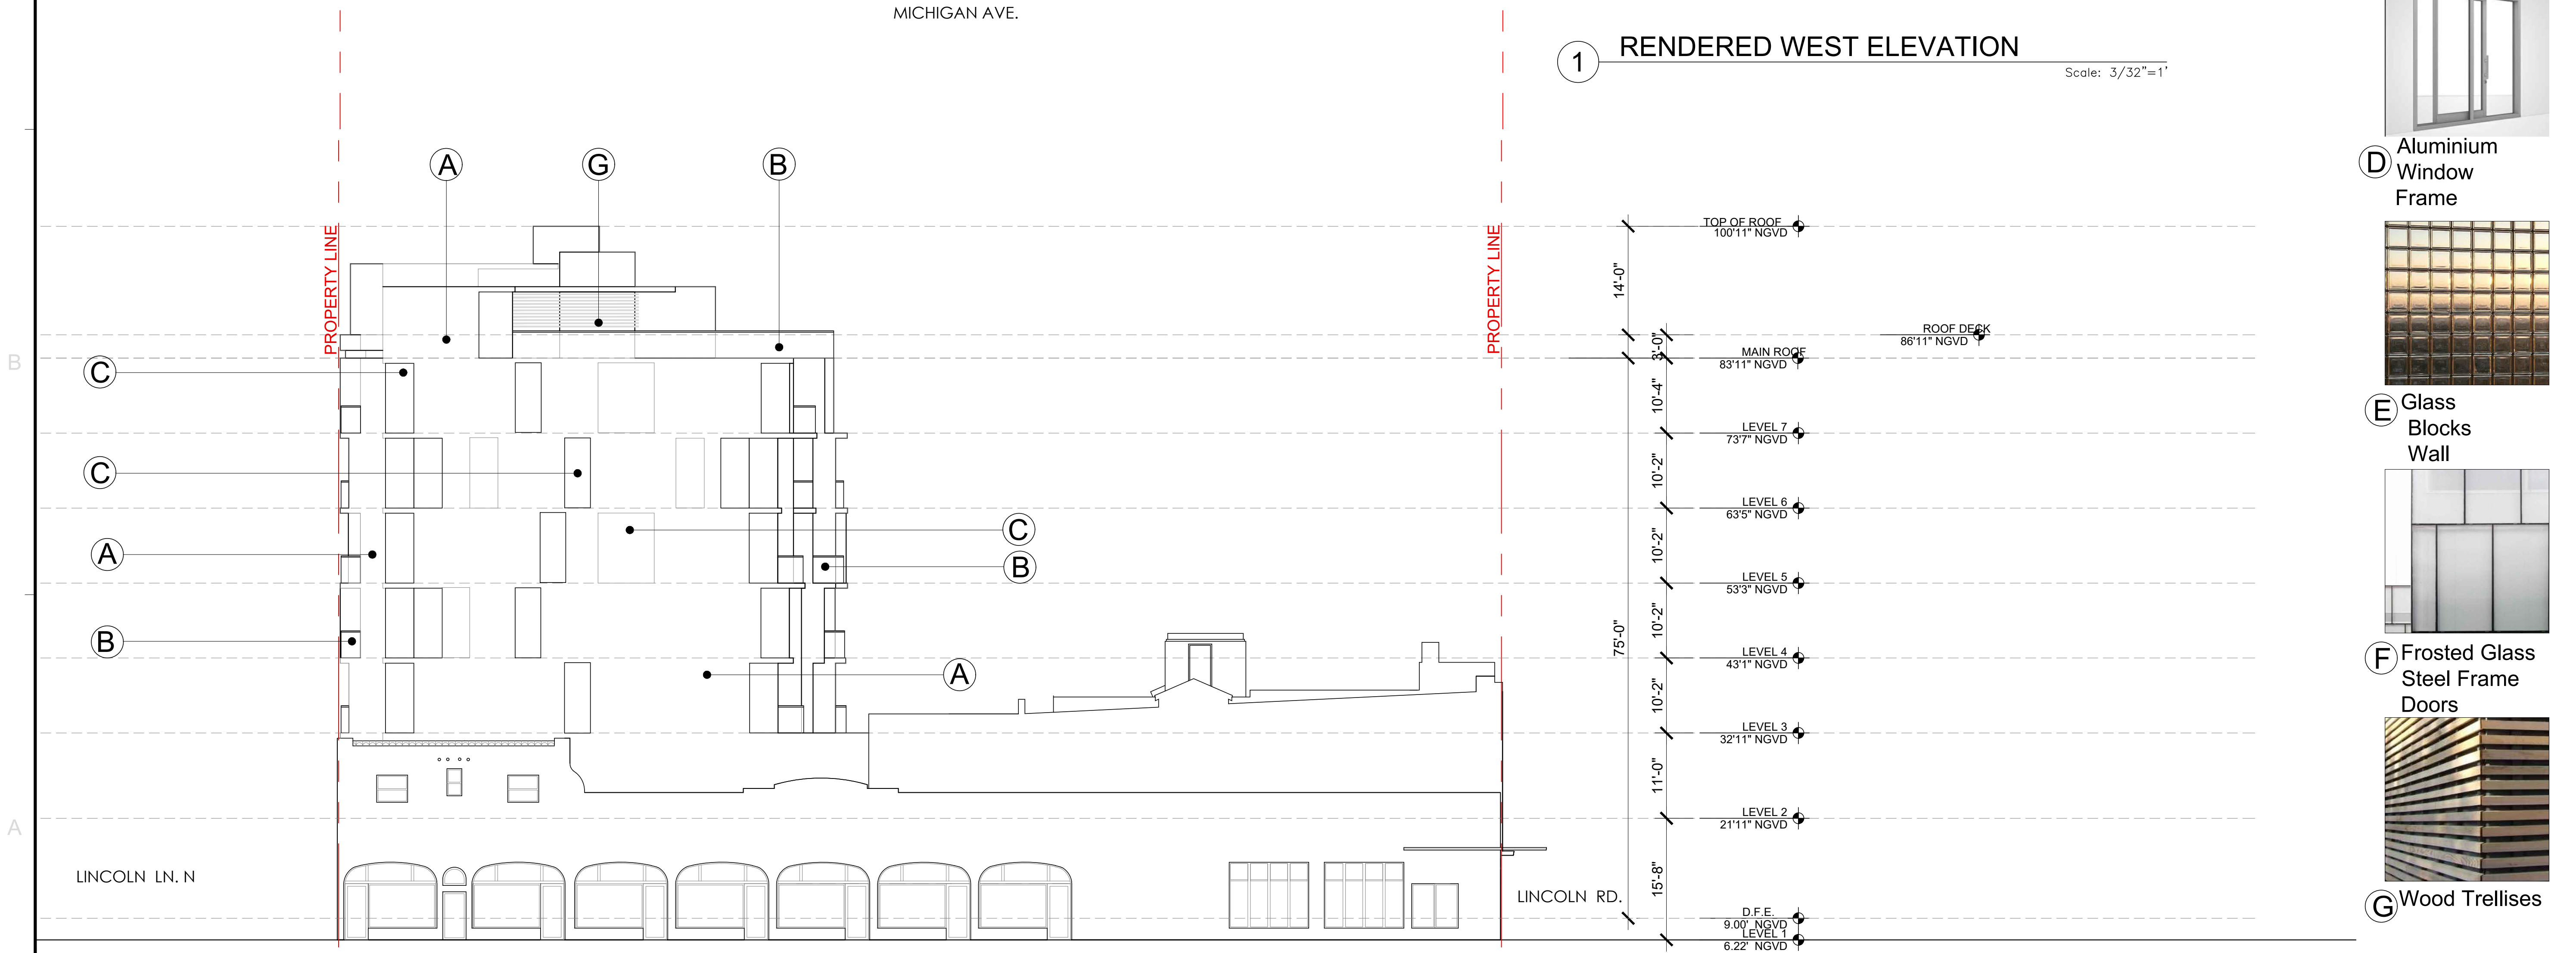 MICHIGAN AVE.
1
RENDERED WEST ELEVATION
Scale: 3/32"=1'
A
G
B
D
Aluminium
Window
Frame
PROPERTY LINE
PROPERTY LINE
TOP OF ROOF
100'11" NGVD
14'-0"
ROOF DECK
86'11" NGVD
3'-0"
MAIN ROOF
83'11" NGVD
B
C
10'-4"
E
Glass
Blocks
Wall
LEVEL 7
73'7" NGVD
C
10'-2"
LEVEL 6
63'5" NGVD
C
A
B
10'-2"
LEVEL 5
53'3" NGVD
B
10'-2"
75'-0"
LEVEL 4
43'1" NGVD
A
10'-2"
F
Frosted Glass
Steel Frame
Doors
LEVEL 3
32'11" NGVD
11'-0"
LEVEL 2
21'11" NGVD
A
LINCOLN LN. N
LINCOLN RD.
15'-8"
D.F.E.
9.00' NGVD
LEVEL 1
6.22' NGVD
G
Wood Trellises